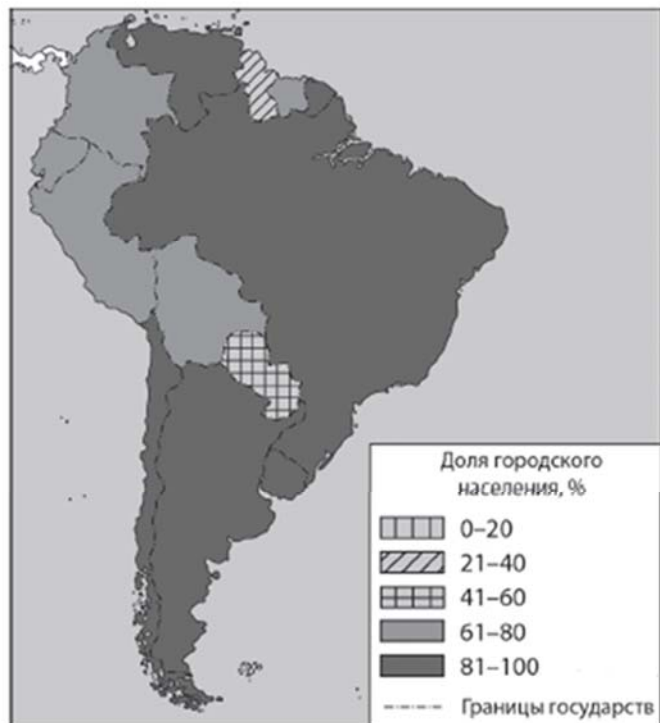 Доля городского
населения, %
0–20
21–40
41–60
61–80
81–100
Границы государств